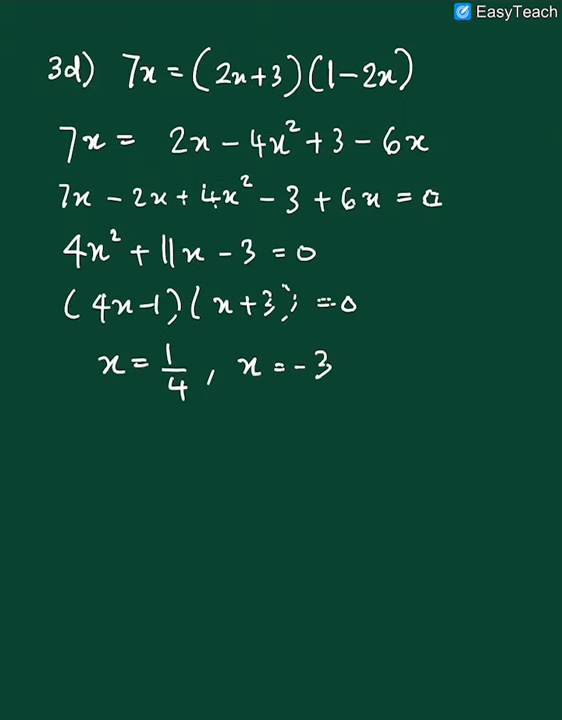 EasyTeach
3d) 7x = (2x+3)(1-2x)
7x = 2x - 4x² + 3 - 6x
7x - 2x + 4x² - 3 + 6x = 0
4x² + 11x - 3 = 0
(4x-1)(x+3) = 0
x = 1/4, x = -3